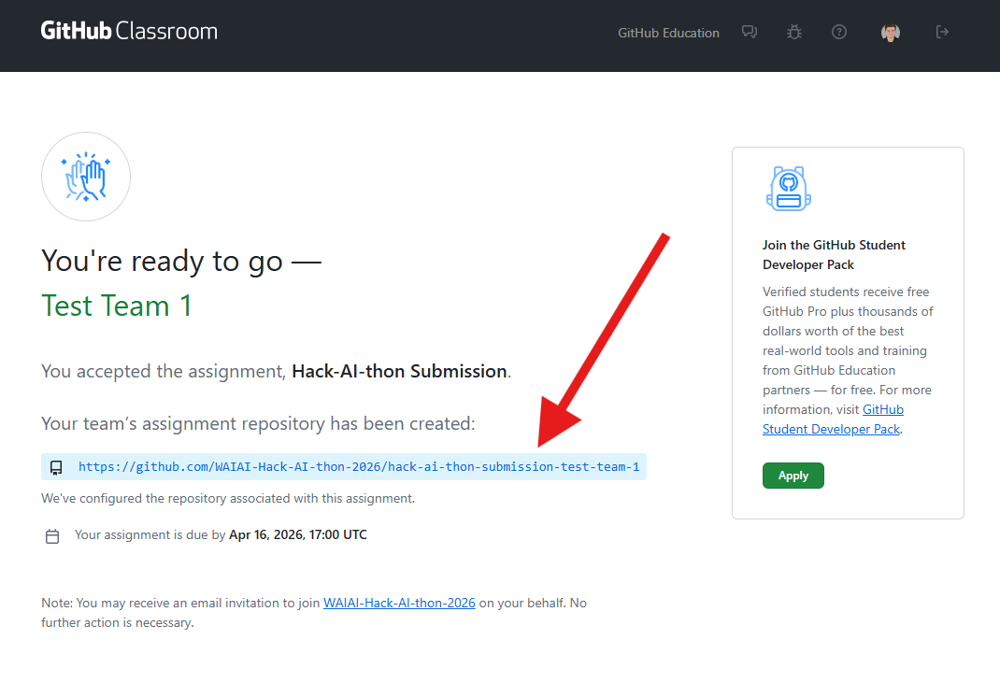 GitHub Classroom
GitHub Education
You're ready to go —
Test Team 1
You accepted the assignment, Hack-AI-thon Submission.
Your team’s assignment repository has been created:
https://github.com/WAIAI-Hack-AI-thon-2026/hack-ai-thon-submission-test-team-1
We've configured the repository associated with this assignment.
Your assignment is due by Apr 16, 2026, 17:00 UTC
Note: You may receive an email invitation to join WAIAI-Hack-AI-thon-2026 on your behalf. No
further action is necessary.
Join the GitHub Student
Developer Pack
Verified students receive free
GitHub Pro plus thousands of
dollars worth of the best
real-world tools and training
from GitHub Education
partners — for free. For more
information, visit GitHub
Student Developer Pack.
Apply